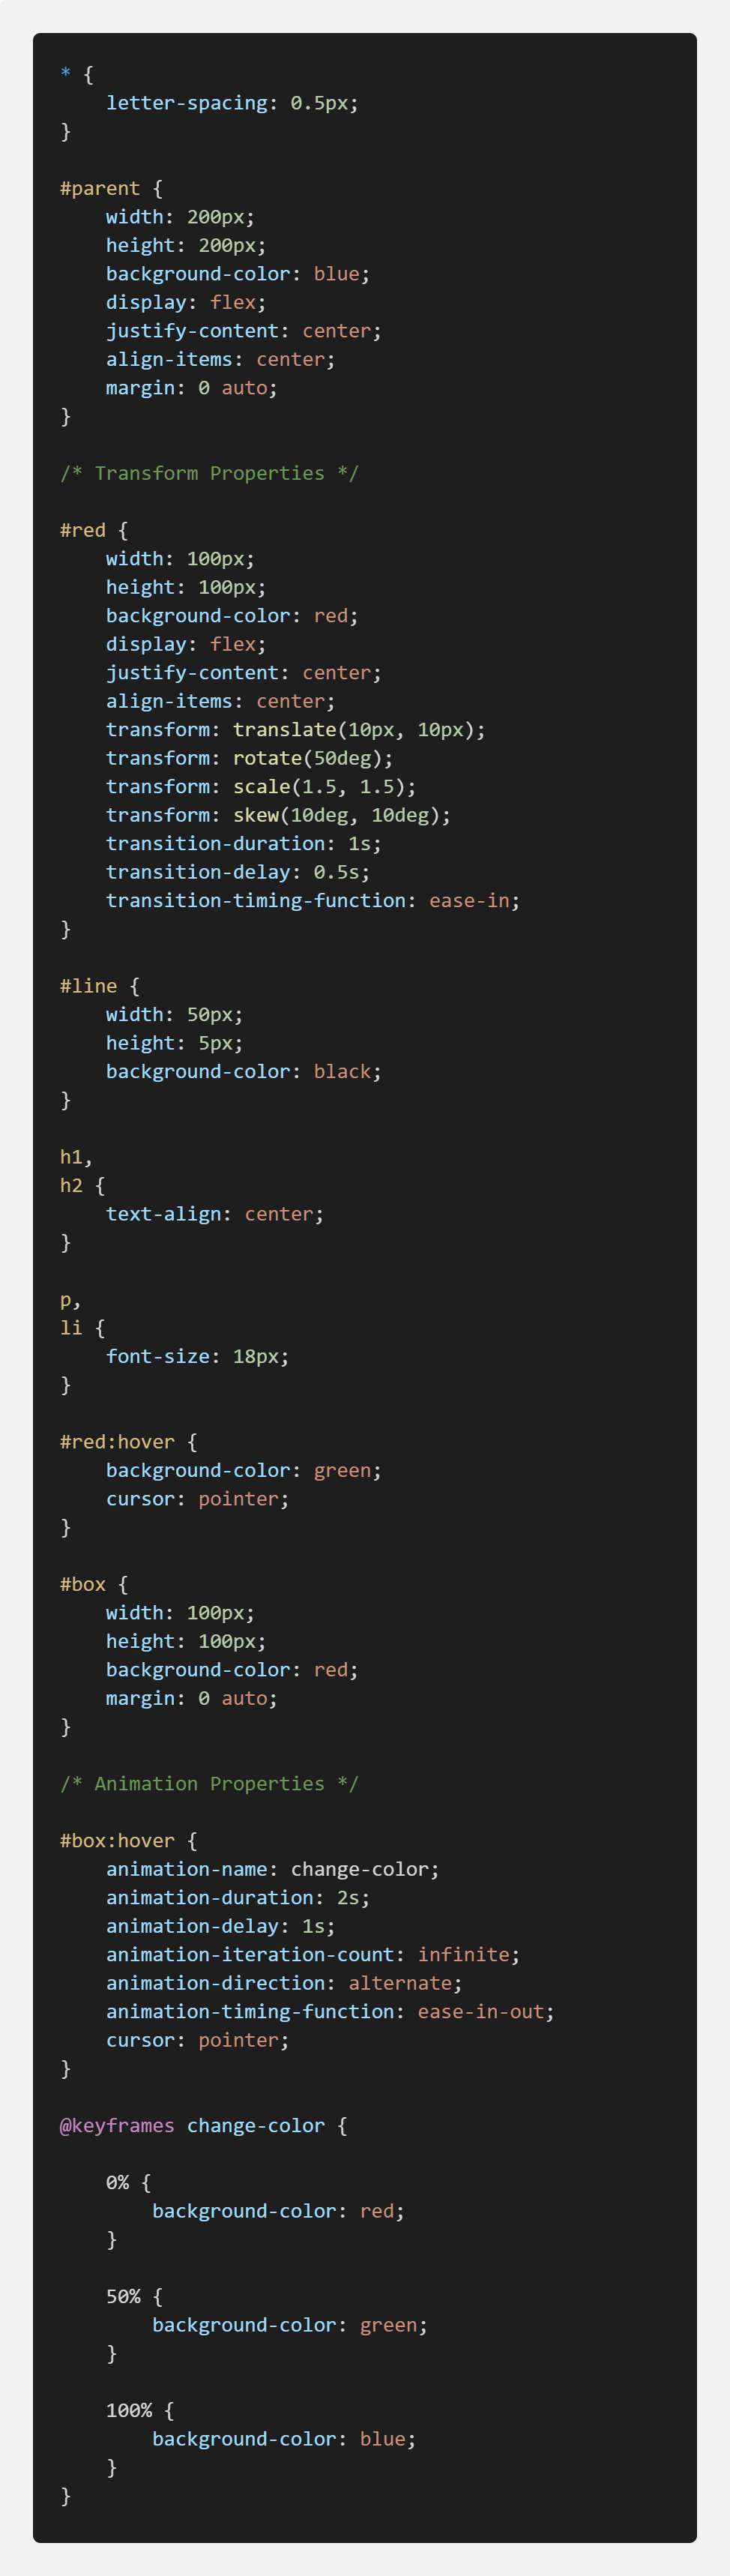 * {
    letter-spacing: 0.5px;
}

#parent {
    width: 200px;
    height: 200px;
    background-color: blue;
    display: flex;
    justify-content: center;
    align-items: center;
    margin: 0 auto;
}

/* Transform Properties */

#red {
    width: 100px;
    height: 100px;
    background-color: red;
    display: flex;
    justify-content: center;
    align-items: center;
    transform: translate(10px, 10px);
    transform: rotate(50deg);
    transform: scale(1.5, 1.5);
    transform: skew(10deg, 10deg);
    transition-duration: 1s;
    transition-delay: 0.5s;
    transition-timing-function: ease-in;
}

#line {
    width: 50px;
    height: 5px;
    background-color: black;
}

h1,
h2 {
    text-align: center;
}

p,
li {
    font-size: 18px;
}

#red:hover {
    background-color: green;
    cursor: pointer;
}

#box {
    width: 100px;
    height: 100px;
    background-color: red;
    margin: 0 auto;
}

/* Animation Properties */

#box:hover {
    animation-name: change-color;
    animation-duration: 2s;
    animation-delay: 1s;
    animation-iteration-count: infinite;
    animation-direction: alternate;
    animation-timing-function: ease-in-out;
    cursor: pointer;
}

@keyframes change-color {

    0% {
        background-color: red;
    }

    50% {
        background-color: green;
    }

    100% {
        background-color: blue;
    }
}